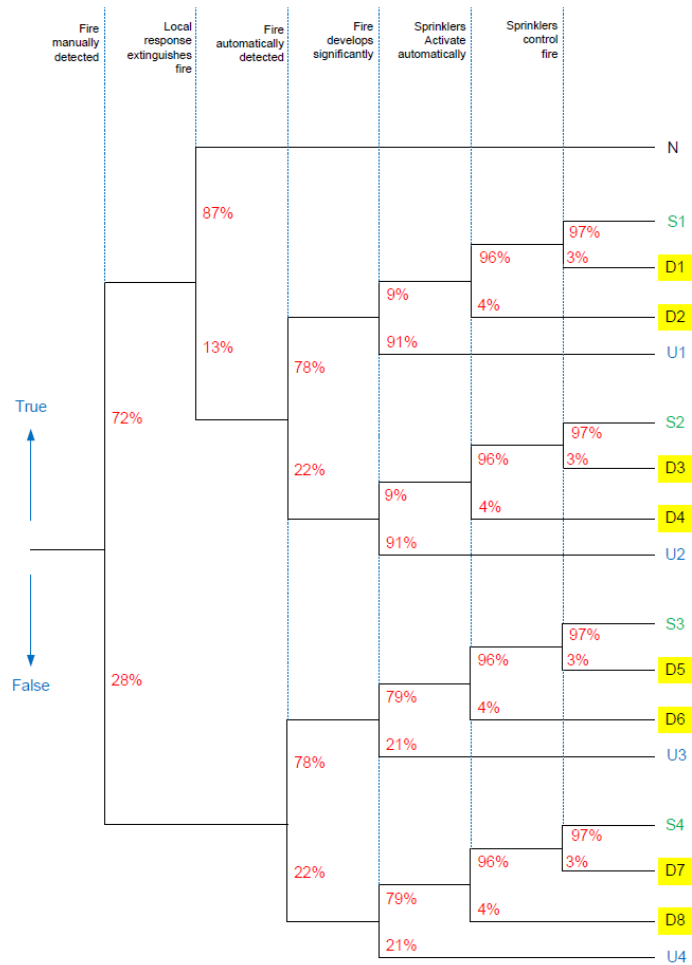 Fire
manually
detected
Local
response
extinguishes
fire
Fire
automatically
detected
Fire
develops
significantly
Sprinklers
Activate
automatically
Sprinklers
control
fire
N
87%
S1
97%
96%
3%
D1
9%
4%
D2
13%
91%
U1
78%
True
72%
S2
97%
96%
3%
D3
22%
9%
4%
D4
91%
U2
S3
97%
96%
3%
D5
False
28%
79%
4%
D6
21%
U3
78%
S4
97%
96%
3%
D7
22%
79%
4%
D8
21%
U4